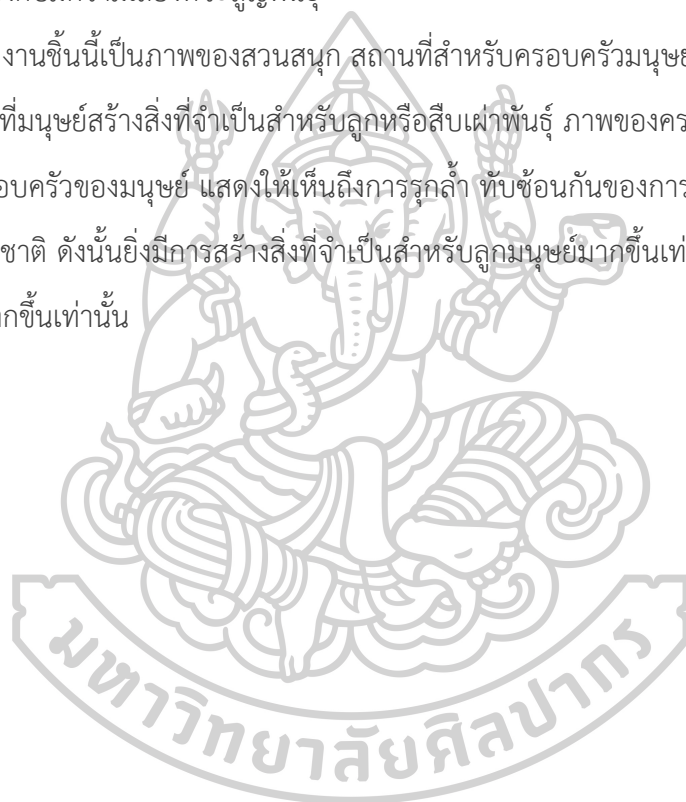 งานชิ้นนี้เป็นภาพของสวนสนุก สถานที่สำหรับครอบครัวมนุษย
ที่มนุษย์สร้างสิ่งที่จำเป็นสำหรับลูกหรือสืบเผ่าพันธุ์ ภาพของคร
อบครัวของมนุษย์ แสดงให้เห็นถึงการรุกล้ำ ทับซ้อนกันของการ
ชาติ ดังนั้นยิ่งมีการสร้างสิ่งที่จำเป็นสำหรับลูกมนุษย์มากขึ้นเท่
ากขึ้นเท่านั้น
มหาวิทยาลัยศิลปากร